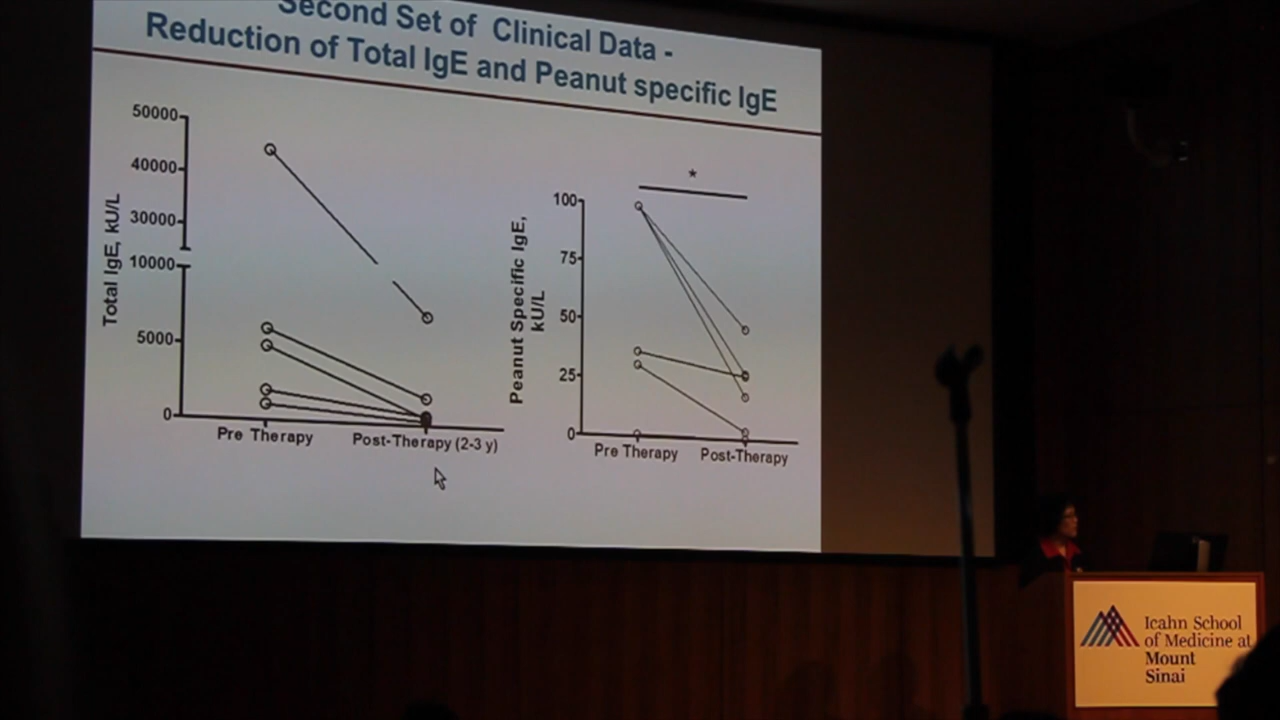 Second Set of Clinical Data -
Reduction of Total IgE and Peanut specific IgE
50000
40000
30000
10000
5000
0
Total IgE, kU/L
Pre Therapy
Post-Therapy (2-3 y)
*
100
75
50
25
0
Peanut Specific IgE,
kU/L
Pre Therapy
Post-Therapy
Icahn School
of Medicine at
Mount
Sinai